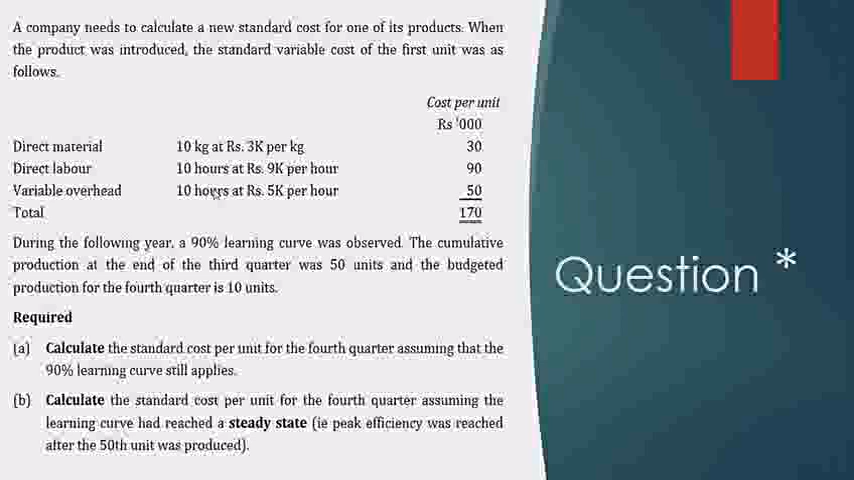 A company needs to calculate a new standard cost for one of its products. When
the product was introduced, the standard variable cost of the first unit was as
follows.
Cost per unit
Rs '000
Direct material 10 kg at Rs. 3K per kg 30
Direct labour 10 hours at Rs. 9K per hour 90
Variable overhead 10 hours at Rs. 5K per hour 50
Total 170
During the following year, a 90% learning curve was observed. The cumulative
production at the end of the third quarter was 50 units and the budgeted
production for the fourth quarter is 10 units.
Required
(a) Calculate the standard cost per unit for the fourth quarter assuming that the
90% learning curve still applies.
(b) Calculate the standard cost per unit for the fourth quarter assuming the
learning curve had reached a steady state (ie peak efficiency was reached
after the 50th unit was produced).
Question *